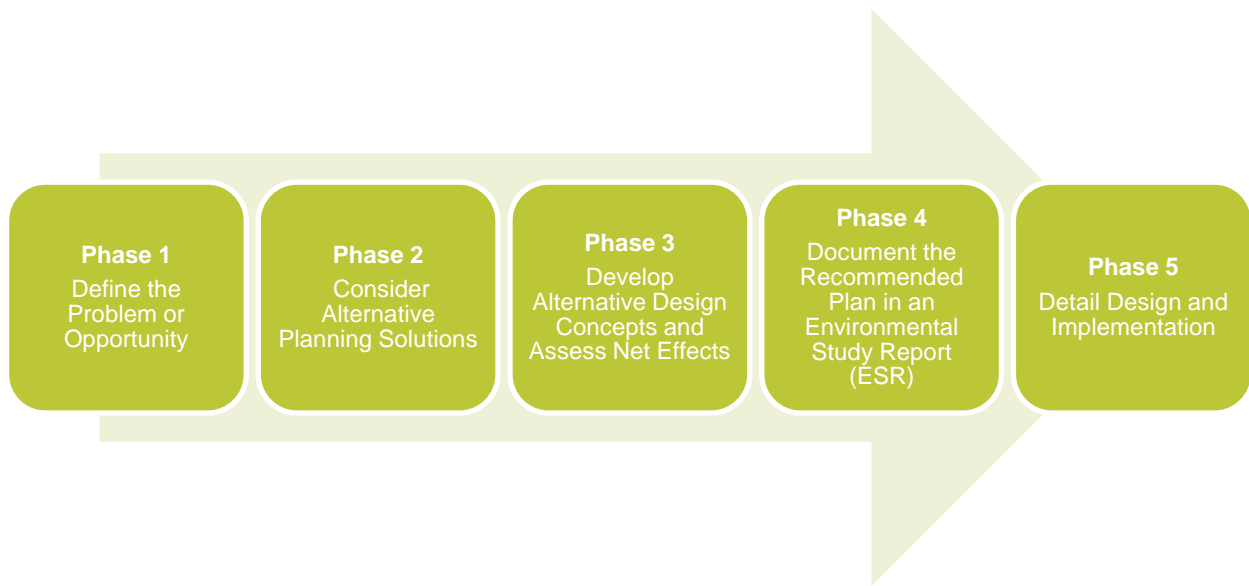 Phase 1
Define the
Problem or
Opportunity
Phase 2
Consider
Alternative
Planning Solutions
Phase 3
Develop
Alternative Design
Concepts and
Assess Net Effects
Phase 4
Document the
Recommended
Plan in an
Environmental
Study Report
(ESR)
Phase 5
Detail Design and
Implementation